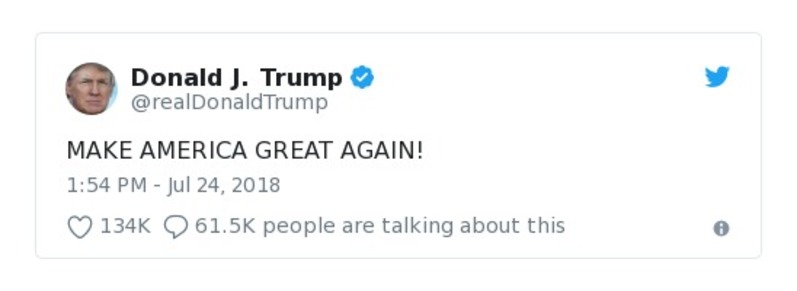 Donald J. Trump
@realDonaldTrump
MAKE AMERICA GREAT AGAIN!
1:54 PM - Jul 24, 2018
134K 61.5K people are talking about this